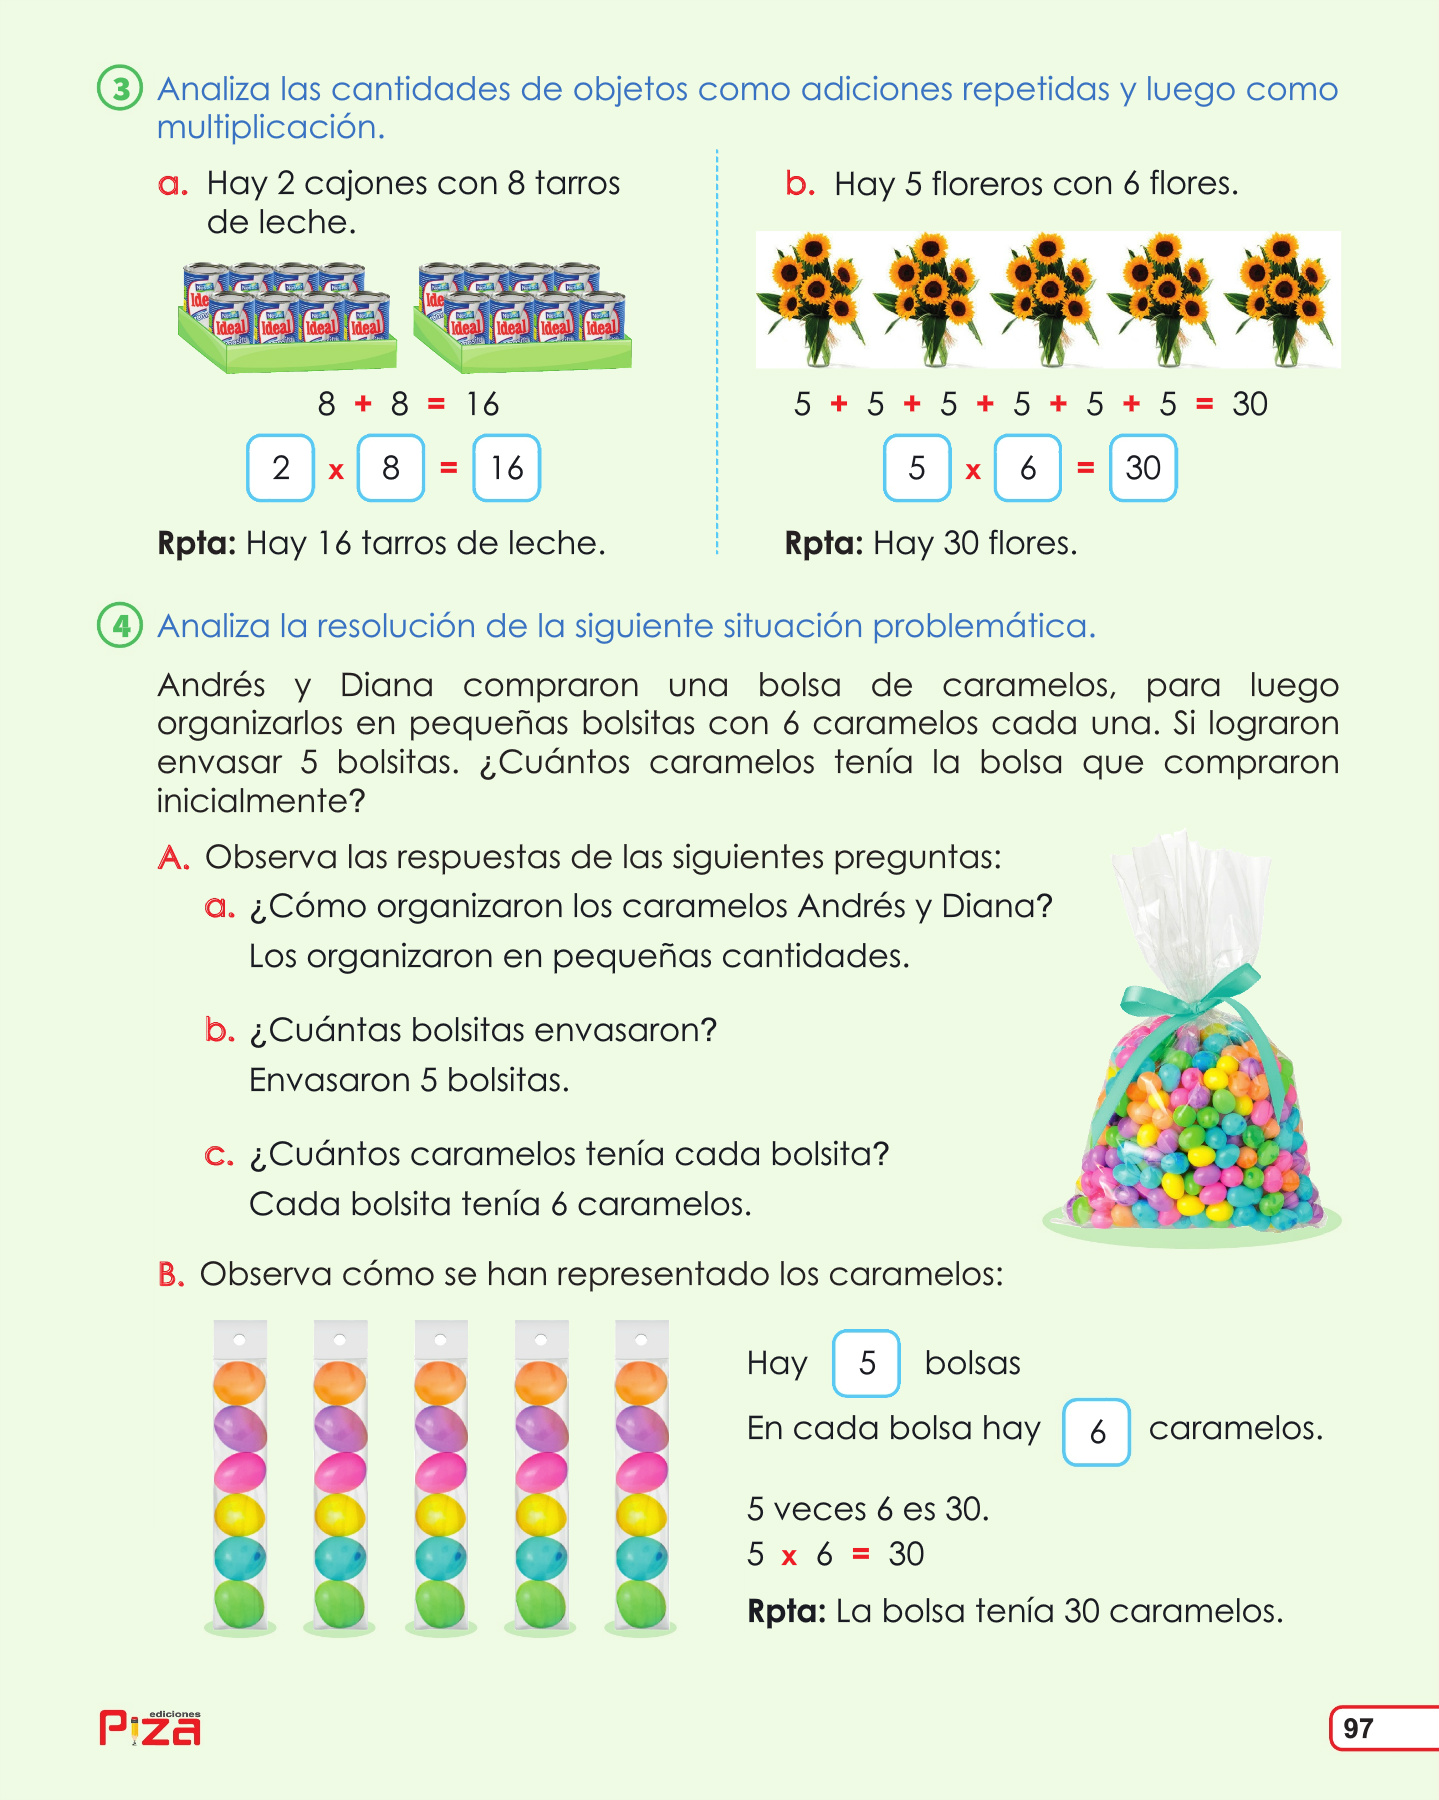 3 Analiza las cantidades de objetos como adiciones repetidas y luego como
multiplicación.
a. Hay 2 cajones con 8 tarros
de leche.
Ideal Ideal Ideal Ideal
Ideal Ideal Ideal Ideal
8 + 8 = 16
2 x 8 = 16
Rpta: Hay 16 tarros de leche.
b. Hay 5 floreros con 6 flores.
5 + 5 + 5 + 5 + 5 + 5 = 30
5 x 6 = 30
Rpta: Hay 30 flores.
4 Analiza la resolución de la siguiente situación problemática.
Andrés y Diana compraron una bolsa de caramelos, para luego
organizarlos en pequeñas bolsitas con 6 caramelos cada una. Si lograron
envasar 5 bolsitas. ¿Cuántos caramelos tenía la bolsa que compraron
inicialmente?
A. Observa las respuestas de las siguientes preguntas:
a. ¿Cómo organizaron los caramelos Andrés y Diana?
Los organizaron en pequeñas cantidades.
b. ¿Cuántas bolsitas envasaron?
Envasaron 5 bolsitas.
c. ¿Cuántos caramelos tenía cada bolsita?
Cada bolsita tenía 6 caramelos.
B. Observa cómo se han representado los caramelos:
Hay 5 bolsas
En cada bolsa hay 6 caramelos.
5 veces 6 es 30.
5 x 6 = 30
Rpta: La bolsa tenía 30 caramelos.
ediciones
Piza
97